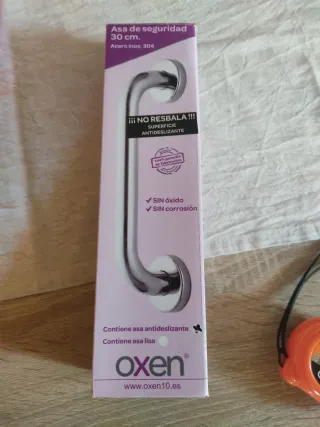 Asa de seguridad
30 cm.
Acero inox. 304
¡¡¡ NO RESBALA !!!
SUPERFICIE
ANTIDESLIZANTE
✓ SIN óxido
✓ SIN corrosión
Contiene asa antideslizante
Contiene asa lisa
oxen®
www.oxen10.es